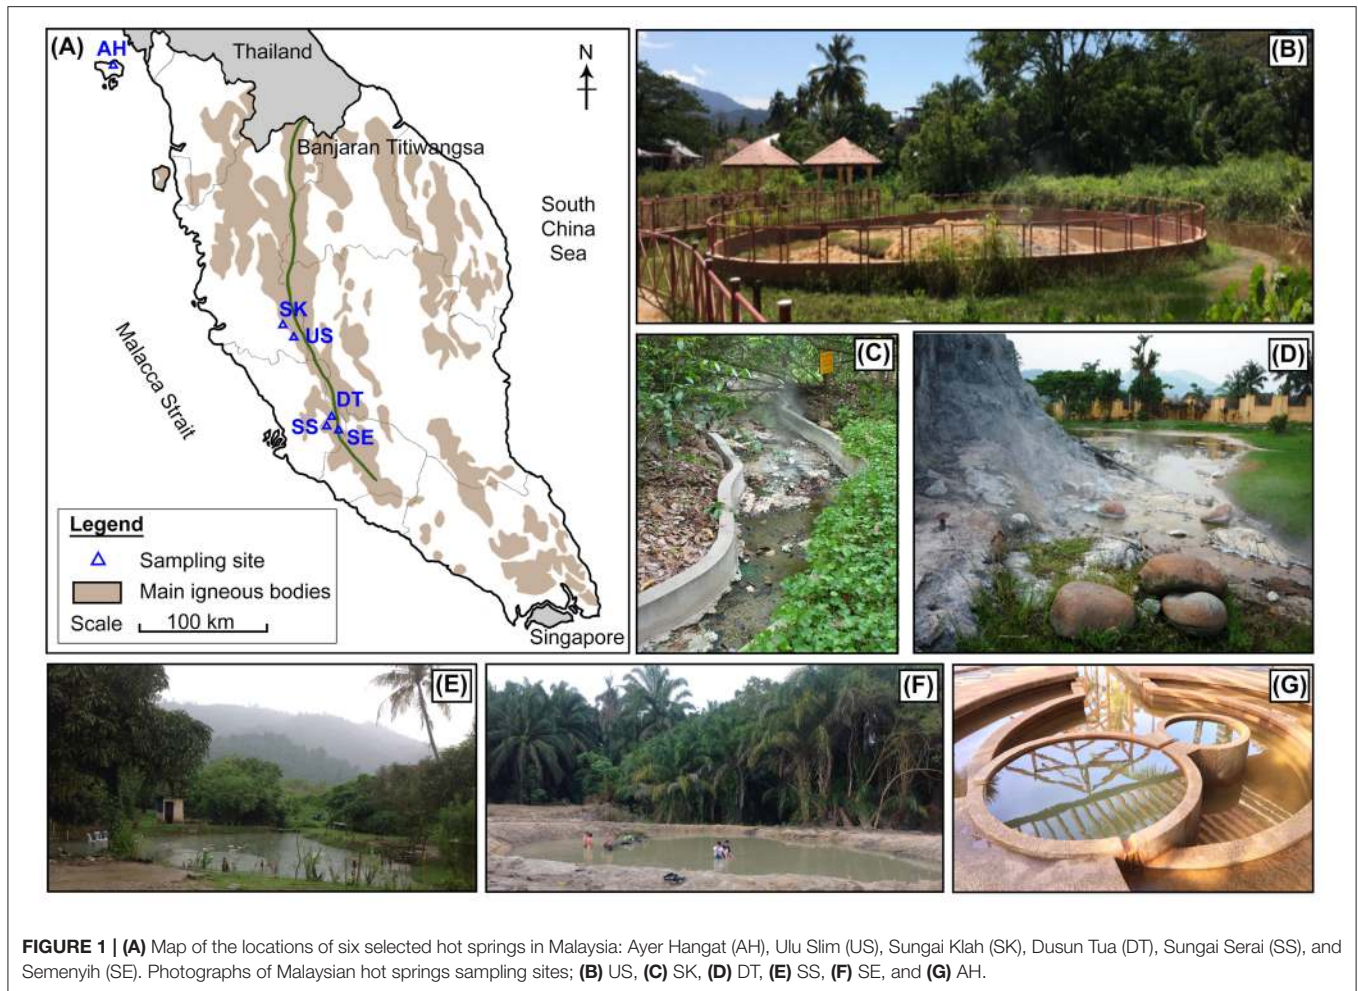 (A)
AH
Thailand
N
Banjaran Titiwangsa
South
China
Sea
SK
US
Malacca Strait
DT
SS
SE
Legend
Sampling site
Main igneous bodies
Scale
100 km
Singapore
(B)
(C)
(D)
(E)
(F)
(G)
FIGURE 1 | (A) Map of the locations of six selected hot springs in Malaysia: Ayer Hangat (AH), Ulu Slim (US), Sungai Klah (SK), Dusun Tua (DT), Sungai Serai (SS), and
Semenyih (SE). Photographs of Malaysian hot springs sampling sites; (B) US, (C) SK, (D) DT, (E) SS, (F) SE, and (G) AH.